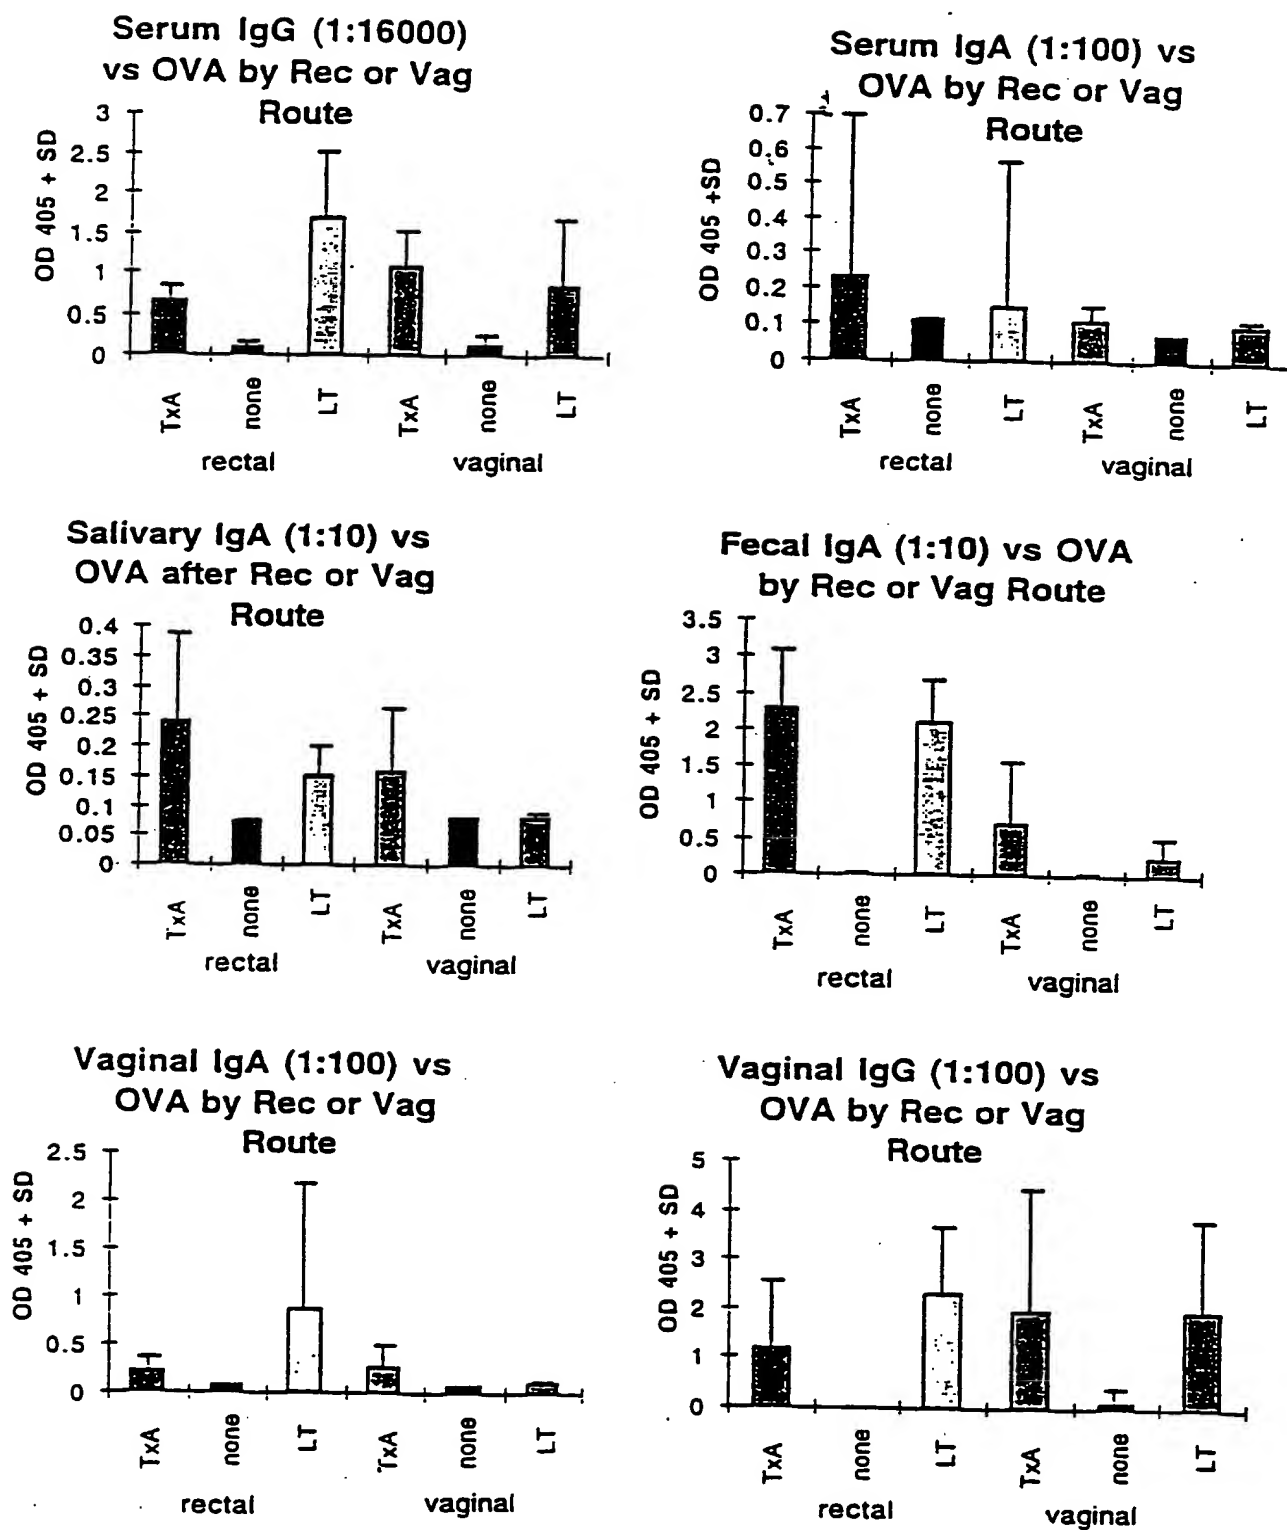 Serum IgG (1:16000)
vs OVA by Rec or Vag
Route
OD 405 + SD
3
2.5
2
1.5
1
0.5
0
TxA
none
LT
TxA
none
LT
rectal
vaginal
Serum IgA (1:100) vs
OVA by Rec or Vag
Route
OD 405 +SD
0.7
0.6
0.5
0.4
0.3
0.2
0.1
0
TxA
none
LT
TxA
none
LT
rectal
vaginal
Salivary IgA (1:10) vs
OVA after Rec or Vag
Route
OD 405 + SD
0.4
0.35
0.3
0.25
0.2
0.15
0.1
0.05
0
TxA
none
LT
TxA
none
LT
rectal
vaginal
Fecal IgA (1:10) vs OVA
by Rec or Vag Route
OD 405 + SD
3.5
3
2.5
2
1.5
1
0.5
0
TxA
none
LT
TxA
none
LT
rectal
vaginal
Vaginal IgA (1:100) vs
OVA by Rec or Vag
Route
OD 405 + SD
2.5
2
1.5
1
0.5
0
TxA
none
LT
TxA
none
LT
rectal
vaginal
Vaginal IgG (1:100) vs
OVA by Rec or Vag
Route
OD 405 + SD
5
4
3
2
1
0
TxA
none
LT
TxA
none
LT
rectal
vaginal